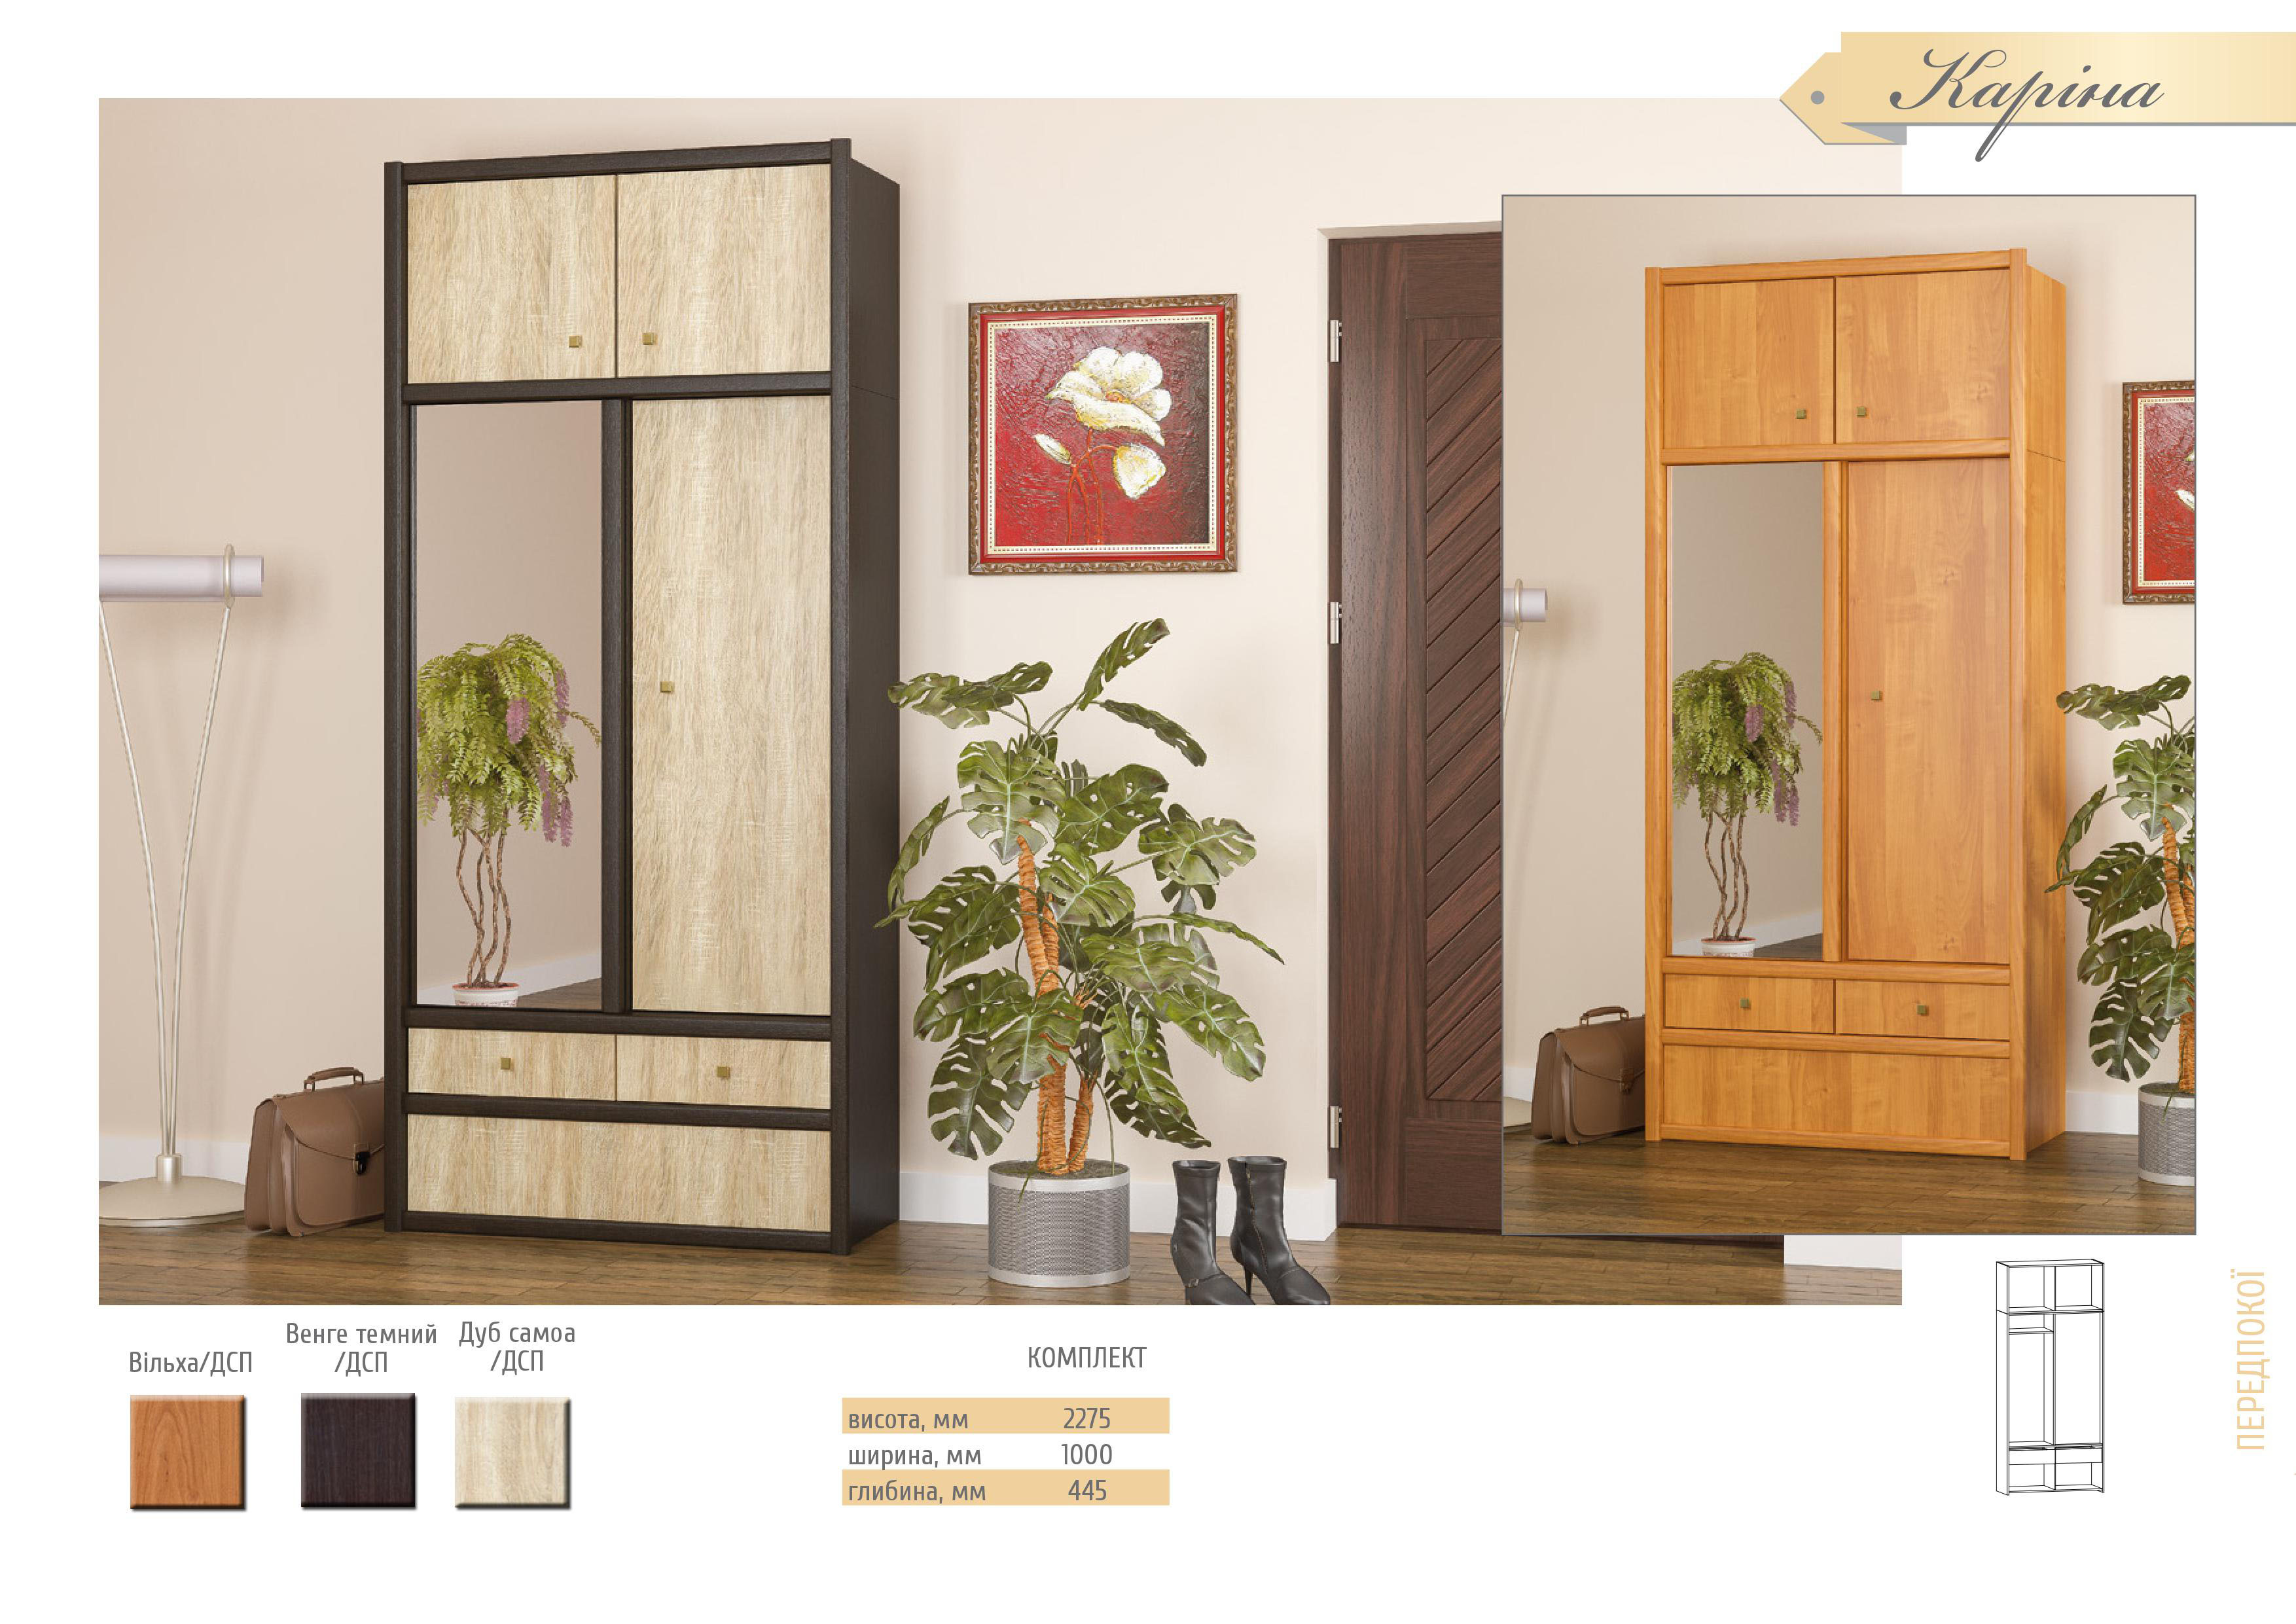 Каріна
Вільха/ДСП
Венге темний
/ДСП
Дуб самоа
/ДСП
КОМПЛЕКТ
висота, мм 2275
ширина, мм 1000
глибина, мм 445
ПЕРЕДПОКОЇ